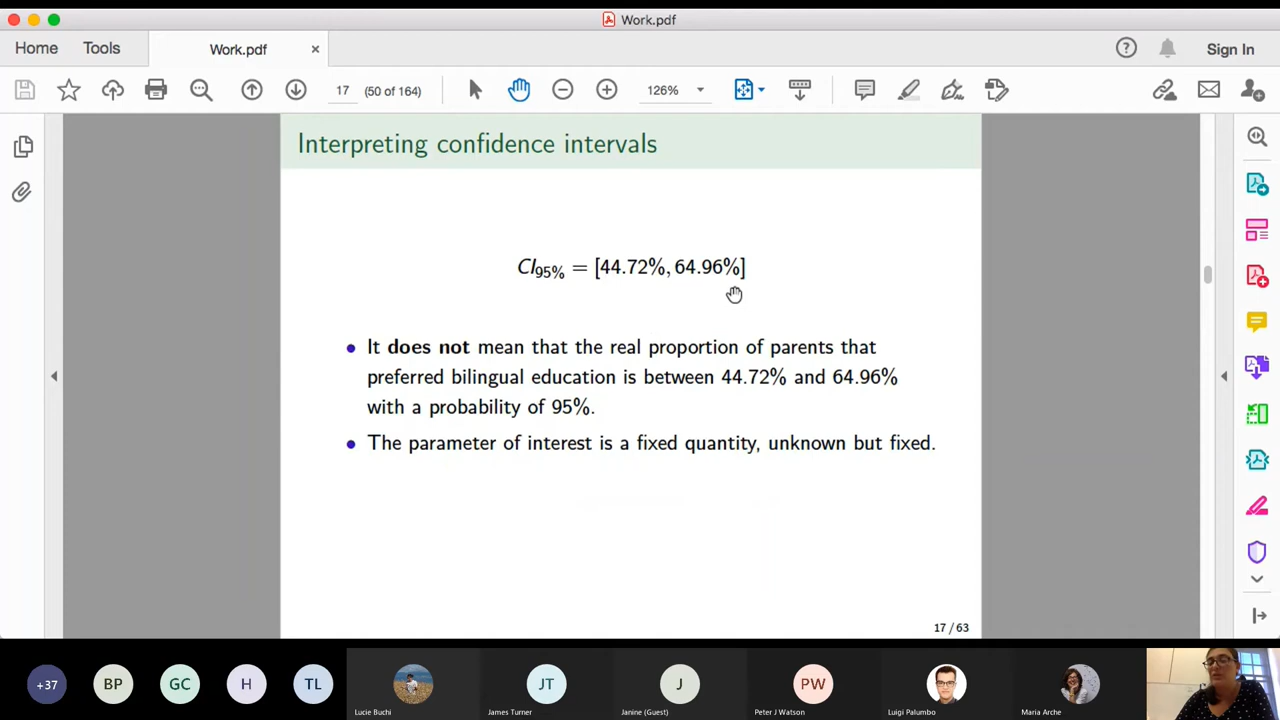 Work.pdf
Home
Tools
Work.pdf
×
Sign In
17
(50 of 164)
126%
Interpreting confidence intervals
CI95% = [44.72%, 64.96%]
• It does not mean that the real proportion of parents that
preferred bilingual education is between 44.72% and 64.96%
with a probability of 95%.
• The parameter of interest is a fixed quantity, unknown but fixed.
17 / 63
+37
BP
GC
H
TL
JT
J
PW
Lucie Buchi
James Turner
Janine (Guest)
Peter J Watson
Luigi Palumbo
Maria Arche